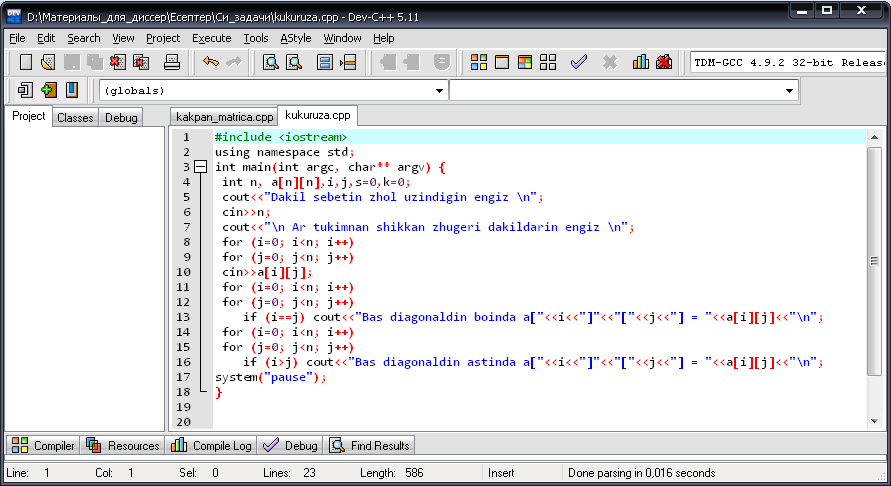 D:\Материалы_для_диссер\Есептер\Си_задачи\kukuruza.cpp - Dev-C++ 5.11
File Edit Search View Project Execute Tools AStyle Window Help
TDM-GCC 4.9.2 32-bit Releas
(globals)
Project Classes Debug kakpan_matrica.cpp kukuruza.cpp
1 #include <iostream>
2 using namespace std;
3 int main(int argc, char** argv) {
4 int n, a[n][n],i,j,s=0,k=0;
5 cout<<"Dakil sebetin zhol uzindigin engiz \n";
6 cin>>n;
7 cout<<"\n Ar tukimnan shikkan zhugeri dakildarin engiz \n";
8 for (i=0; i<n; i++)
9 for (j=0; j<n; j++)
10 cin>>a[i][j];
11 for (i=0; i<n; i++)
12 for (j=0; j<n; j++)
13 if (i==j) cout<<"Bas diagonaldin boinda a["<<i<<"]"<<"["<<j<<"] = "<<a[i][j]<<"\n";
14 for (i=0; i<n; i++)
15 for (j=0; j<n; j++)
16 if (i>j) cout<<"Bas diagonaldin astinda a["<<i<<"]"<<"["<<j<<"] = "<<a[i][j]<<"\n";
17 system("pause");
18 }
19
20
Compiler Resources Compile Log Debug Find Results
Line: 1 Col: 1 Sel: 0 Lines: 23 Length: 586 Insert Done parsing in 0,016 seconds